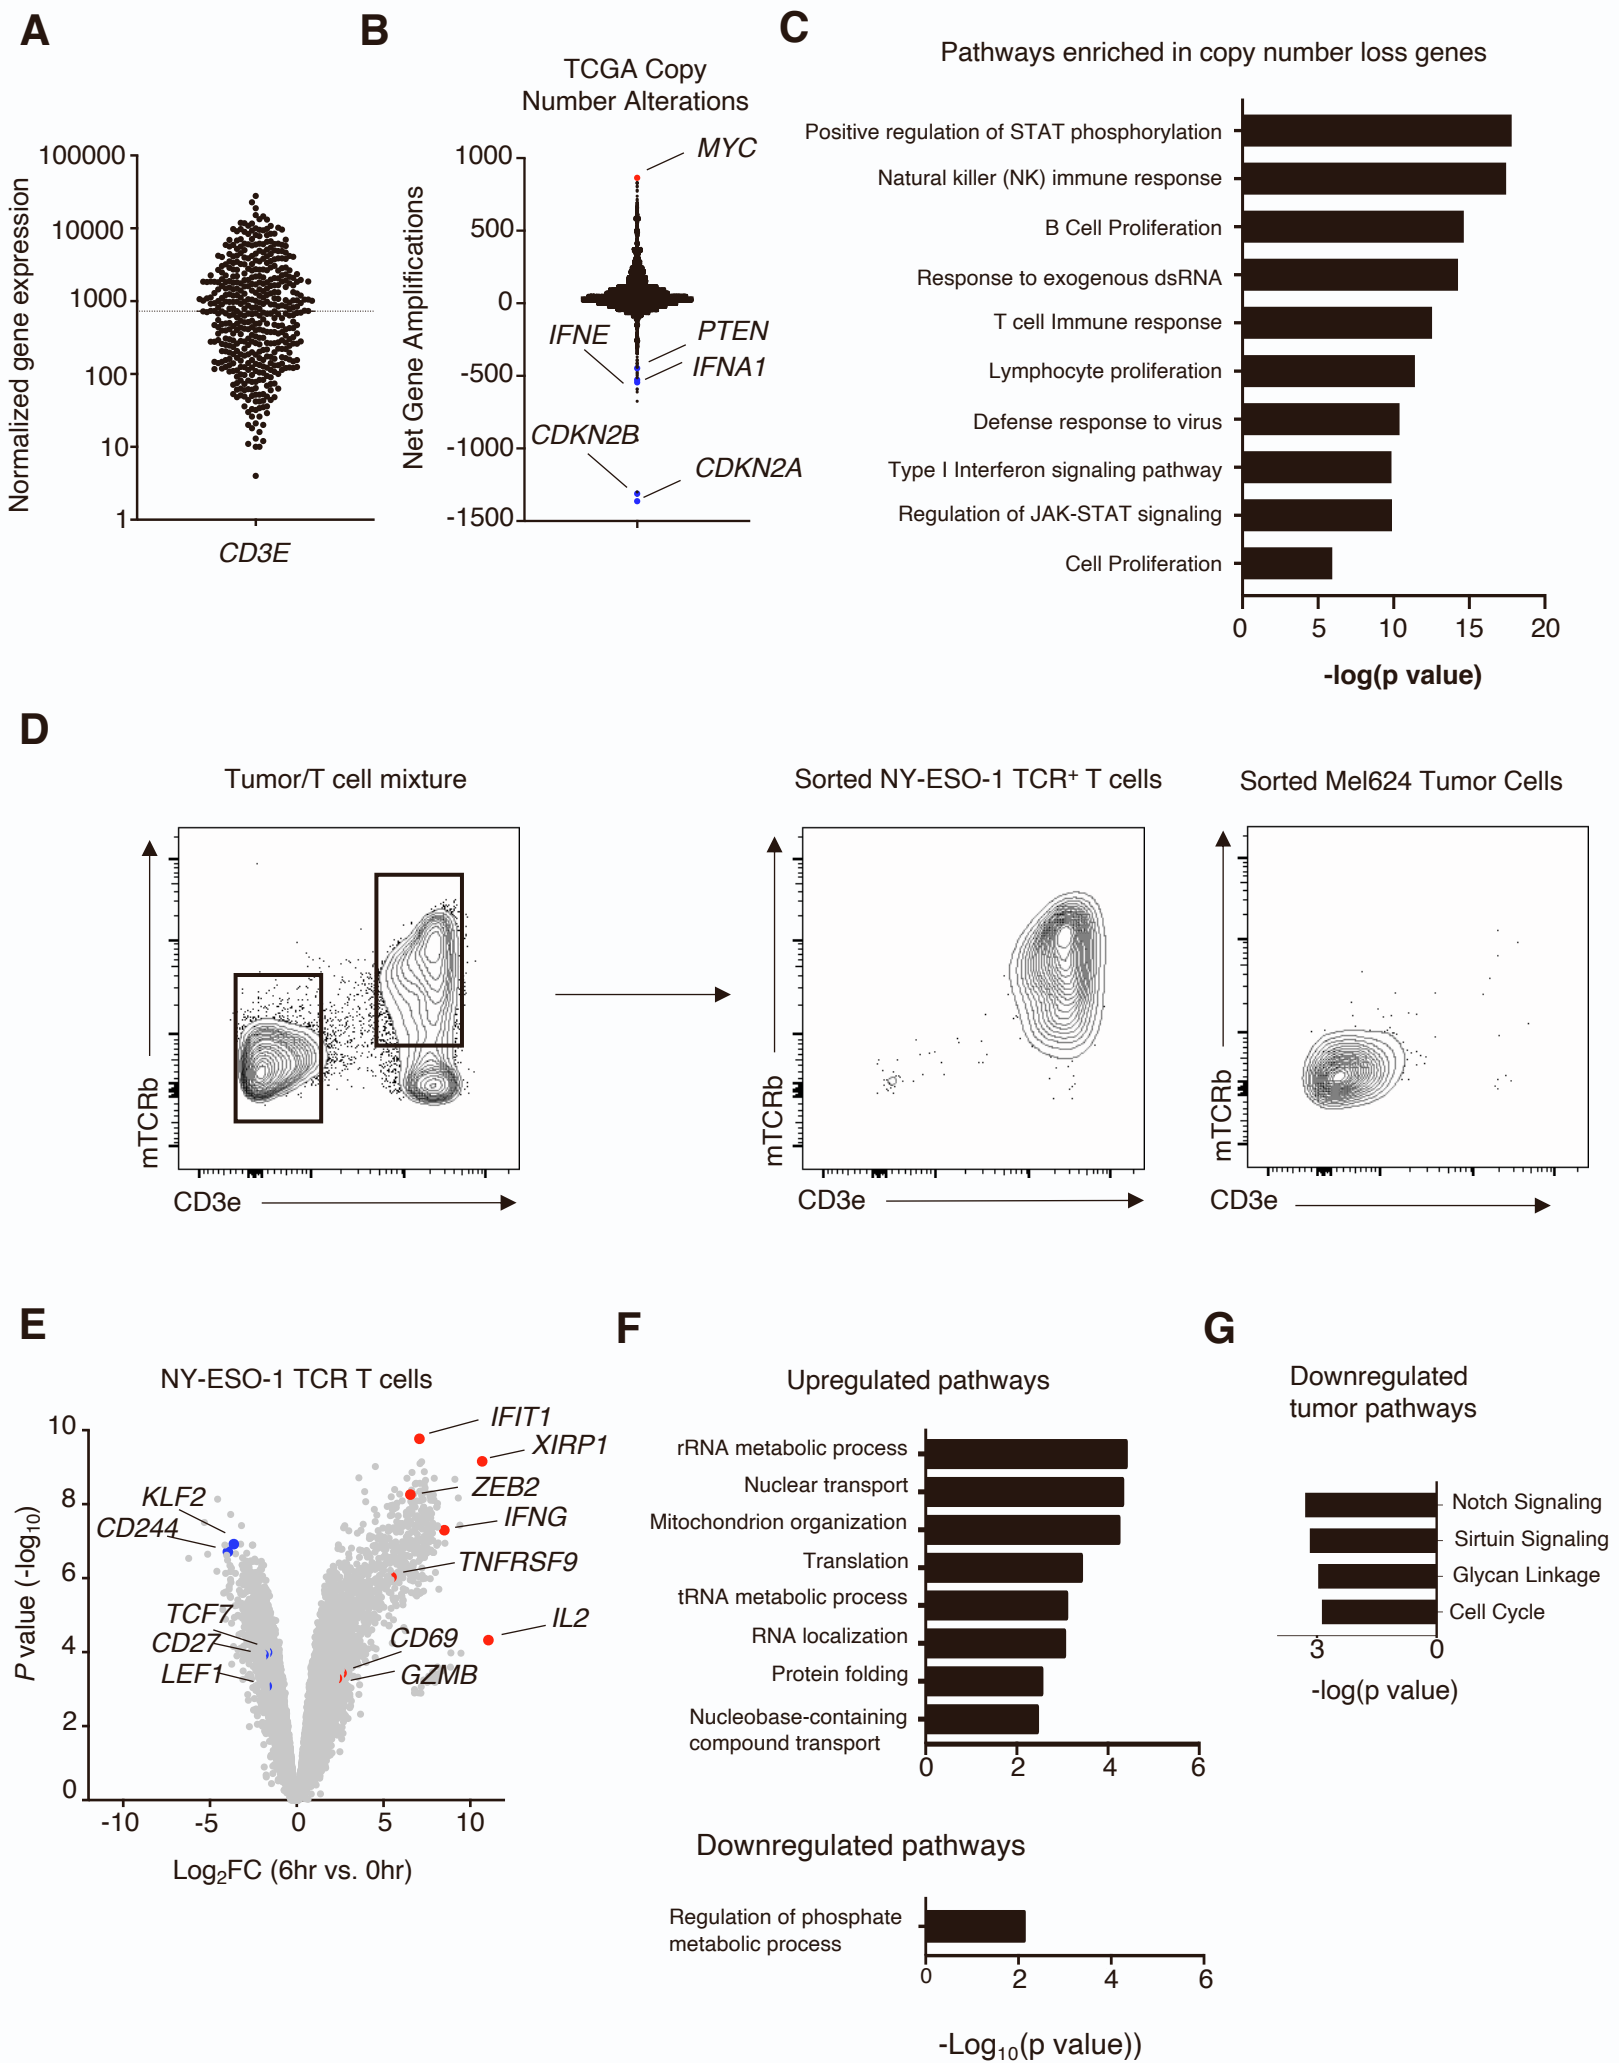 A
Normalized gene expression
100000
10000
1000
100
10
1
CD3E
B
TCGA Copy
Number Alterations
Net Gene Amplifications
1000
500
0
-500
-1000
-1500
MYC
IFNE
PTEN
IFNA1
CDKN2B
CDKN2A
C
Pathways enriched in copy number loss genes
Positive regulation of STAT phosphorylation
Natural killer (NK) immune response
B Cell Proliferation
Response to exogenous dsRNA
T cell Immune response
Lymphocyte proliferation
Defense response to virus
Type I Interferon signaling pathway
Regulation of JAK-STAT signaling
Cell Proliferation
0 5 10 15 20
-log(p value)
D
Tumor/T cell mixture
mTCRb
CD3e
Sorted NY-ESO-1 TCR+ T cells
mTCRb
CD3e
Sorted Mel624 Tumor Cells
mTCRb
CD3e
E
NY-ESO-1 TCR T cells
P value (-log10)
10
8
6
4
2
0
IFIT1
XIRP1
ZEB2
IFNG
TNFRSF9
IL2
CD69
GZMB
KLF2
CD244
TCF7
CD27
LEF1
-10 -5 0 5 10
Log2FC (6hr vs. 0hr)
F
Upregulated pathways
rRNA metabolic process
Nuclear transport
Mitochondrion organization
Translation
tRNA metabolic process
RNA localization
Protein folding
Nucleobase-containing
compound transport
0 2 4 6
Downregulated pathways
Regulation of phosphate
metabolic process
0 2 4 6
-Log10(p value))
G
Downregulated
tumor pathways
Notch Signaling
Sirtuin Signaling
Glycan Linkage
Cell Cycle
3 0
-log(p value)